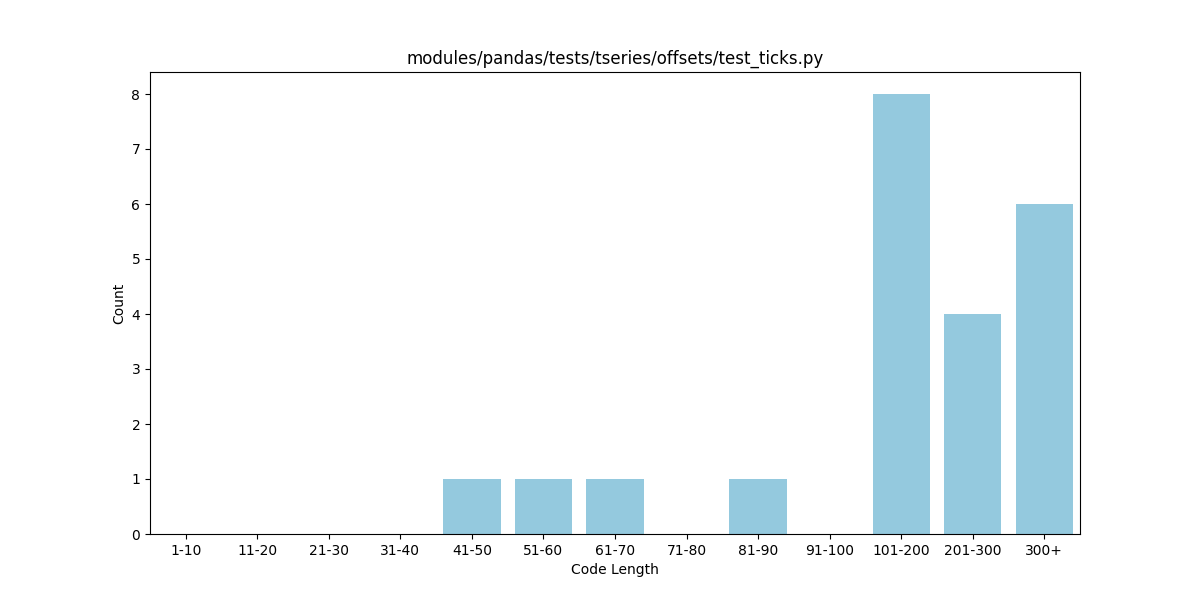 modules/pandas/tests/tseries/offsets/test_ticks.py
8
7
6
5
4
3
2
1
0
Count
1-10 11-20 21-30 31-40 41-50 51-60 61-70 71-80 81-90 91-100 101-200 201-300 300+
Code Length